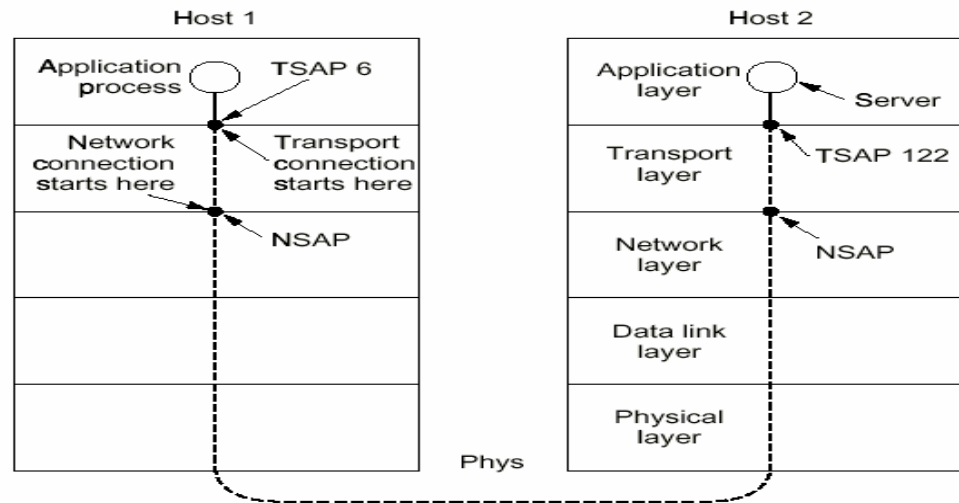 Host 1
Host 2
Application
process
TSAP 6
Network
connection
starts here
Transport
connection
starts here
NSAP
Application
layer
Server
Transport
layer
TSAP 122
Network
layer
NSAP
Data link
layer
Physical
layer
Phys